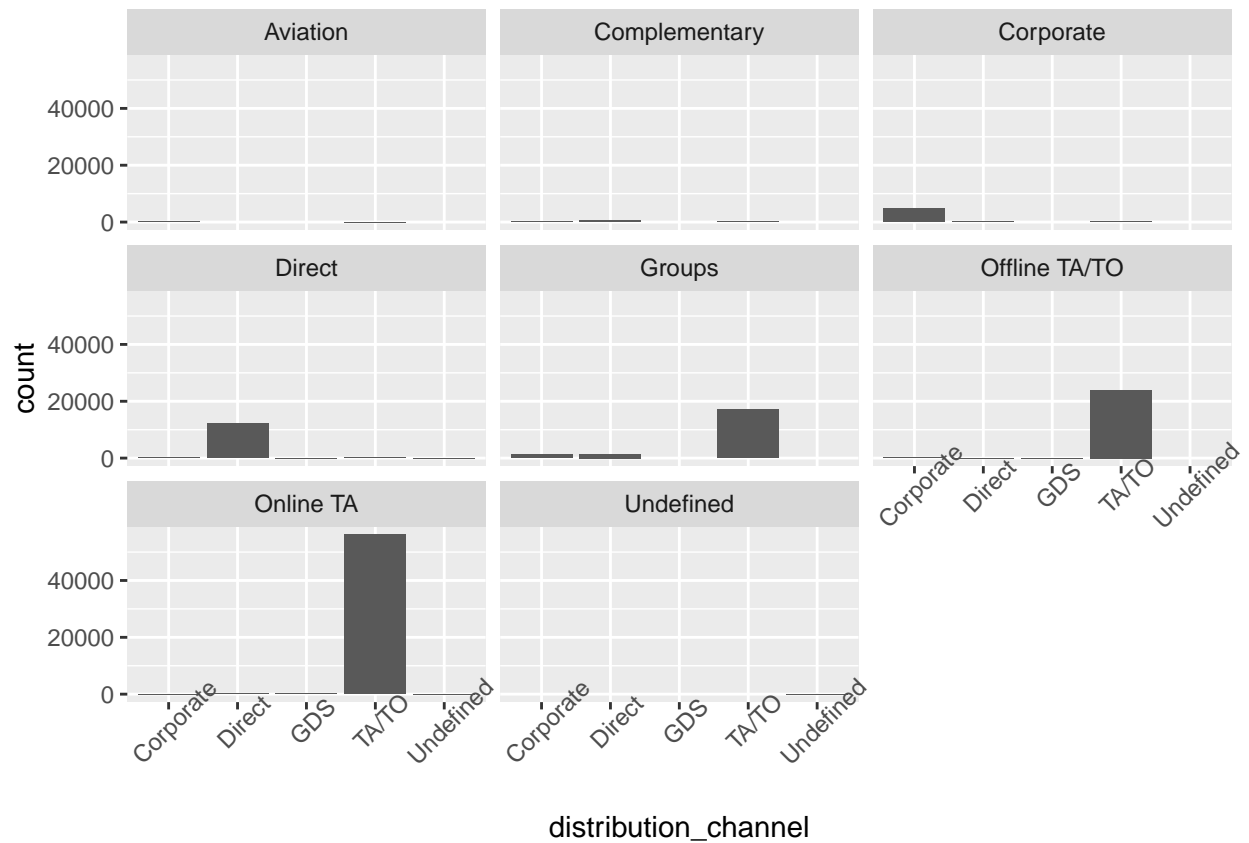 Aviation Complementary Corporate
40000
20000
0
Direct Groups Offline TA/TO
40000
20000
0
Corporate Direct GDS TA/TO Undefined
Online TA Undefined
40000
20000
0
Corporate Direct GDS TA/TO Undefined Corporate Direct GDS TA/TO Undefined
count
distribution_channel